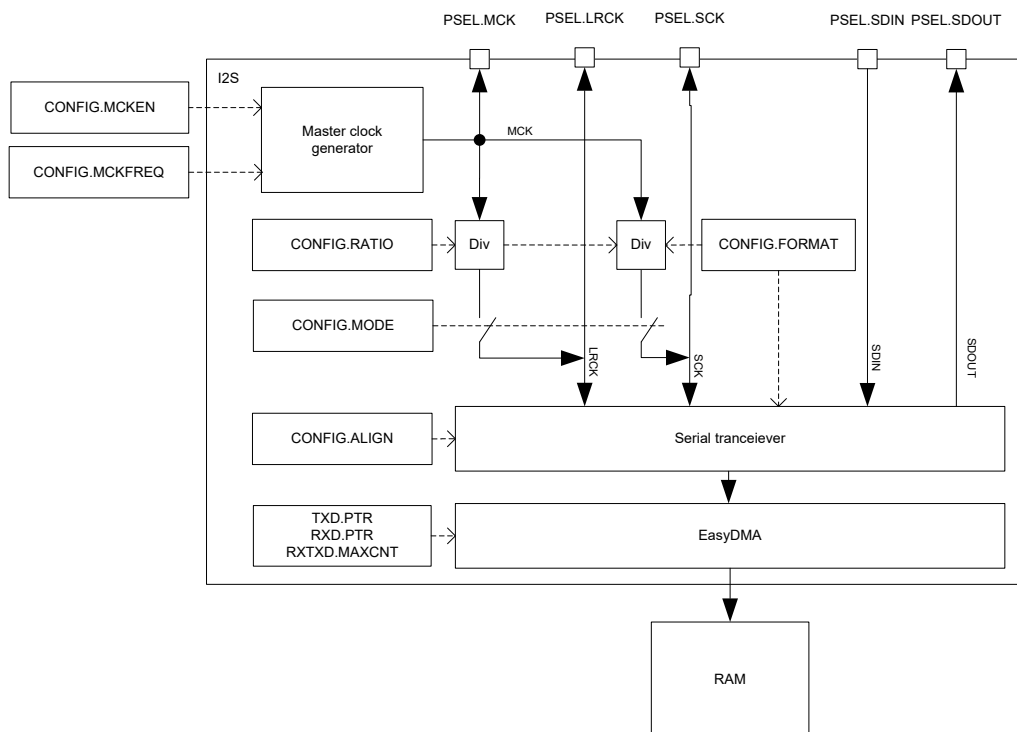 PSEL.MCK
PSEL.LRCK
PSEL.SCK
PSEL.SDIN
PSEL.SDOUT
I2S
CONFIG.MCKEN
Master clock
generator
MCK
CONFIG.MCKFREQ
CONFIG.RATIO
Div
Div
CONFIG.FORMAT
CONFIG.MODE
LRCK
SCK
SDIN
SDOUT
CONFIG.ALIGN
Serial tranceiever
TXD.PTR
RXD.PTR
RXTXD.MAXCNT
EasyDMA
RAM